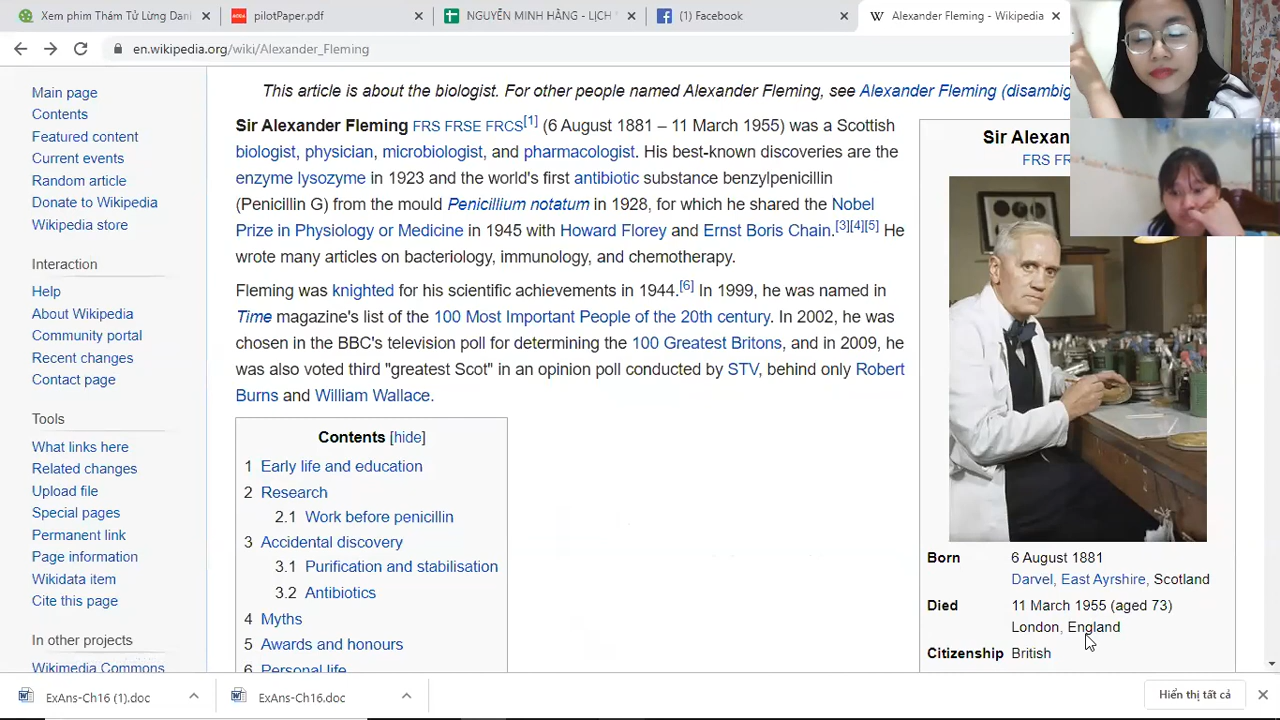 Xem phim Thám Tử Lừng Danh
pilotPaper.pdf
NGUYỄN MINH HẰNG - LỊCH
(1) Facebook
Alexander Fleming - Wikipedia
en.wikipedia.org/wiki/Alexander_Fleming
Main page
Contents
Featured content
Current events
Random article
Donate to Wikipedia
Wikipedia store
Interaction
Help
About Wikipedia
Community portal
Recent changes
Contact page
Tools
What links here
Related changes
Upload file
Special pages
Permanent link
Page information
Wikidata item
Cite this page
In other projects
Wikimedia Commons
This article is about the biologist. For other people named Alexander Fleming, see Alexander Fleming (disambig
Sir Alexander Fleming FRS FRSE FRCS[1] (6 August 1881 – 11 March 1955) was a Scottish
biologist, physician, microbiologist, and pharmacologist. His best-known discoveries are the
enzyme lysozyme in 1923 and the world's first antibiotic substance benzylpenicillin
(Penicillin G) from the mould Penicillium notatum in 1928, for which he shared the Nobel
Prize in Physiology or Medicine in 1945 with Howard Florey and Ernst Boris Chain.[3][4][5] He
wrote many articles on bacteriology, immunology, and chemotherapy.
Fleming was knighted for his scientific achievements in 1944.[6] In 1999, he was named in
Time magazine's list of the 100 Most Important People of the 20th century. In 2002, he was
chosen in the BBC's television poll for determining the 100 Greatest Britons, and in 2009, he
was also voted third "greatest Scot" in an opinion poll conducted by STV, behind only Robert
Burns and William Wallace.
Contents [hide]
1 Early life and education
2 Research
2.1 Work before penicillin
3 Accidental discovery
3.1 Purification and stabilisation
3.2 Antibiotics
4 Myths
5 Awards and honours
6 Personal life
Sir Alexan
FRS FR
Born 6 August 1881
Darvel, East Ayrshire, Scotland
Died 11 March 1955 (aged 73)
London, England
Citizenship British
ExAns-Ch16 (1).doc
ExAns-Ch16.doc
Hiển thị tất cả